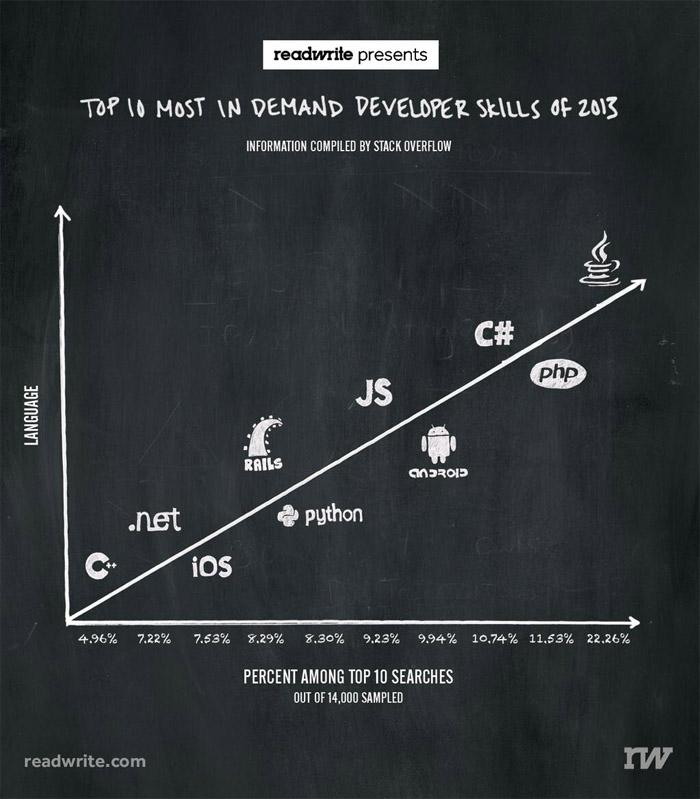 readwrite presents
TOP 10 MOST IN DEMAND DEVELOPER SKILLS OF 2013
INFORMATION COMPILED BY STACK OVERFLOW
LANGUAGE
C#
php
JS
RAILS
ANDROID
.net
python
C++
iOS
4.96% 7.22% 7.53% 8.29% 8.30% 9.23% 9.94% 10.74% 11.53% 22.26%
PERCENT AMONG TOP 10 SEARCHES
OUT OF 14,000 SAMPLED
readwrite.com
rw